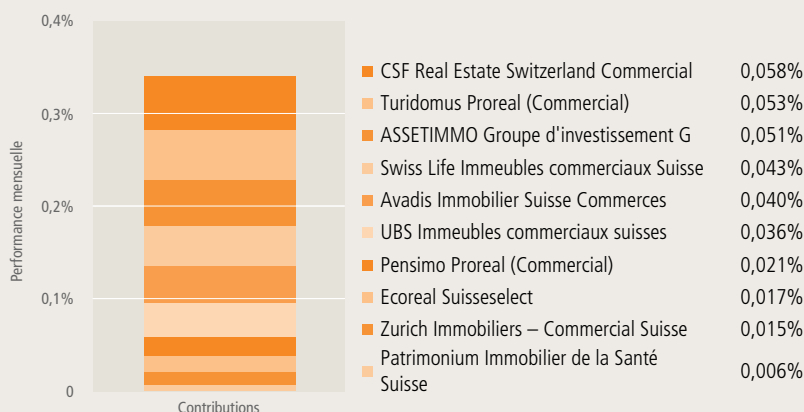 0,4%
0,3%
0,2%
0,1%
0
Performance mensuelle
Contributions
CSF Real Estate Switzerland Commercial 0,058%
Turidomus Proreal (Commercial) 0,053%
ASSETIMMO Groupe d'investissement G 0,051%
Swiss Life Immeubles commerciaux Suisse 0,043%
Avadis Immobilier Suisse Commerces 0,040%
UBS Immeubles commerciaux suisses 0,036%
Pensimo Proreal (Commercial) 0,021%
Ecoreal Suisseselect 0,017%
Zurich Immobiliers – Commercial Suisse 0,015%
Patrimonium Immobilier de la Santé
Suisse 0,006%